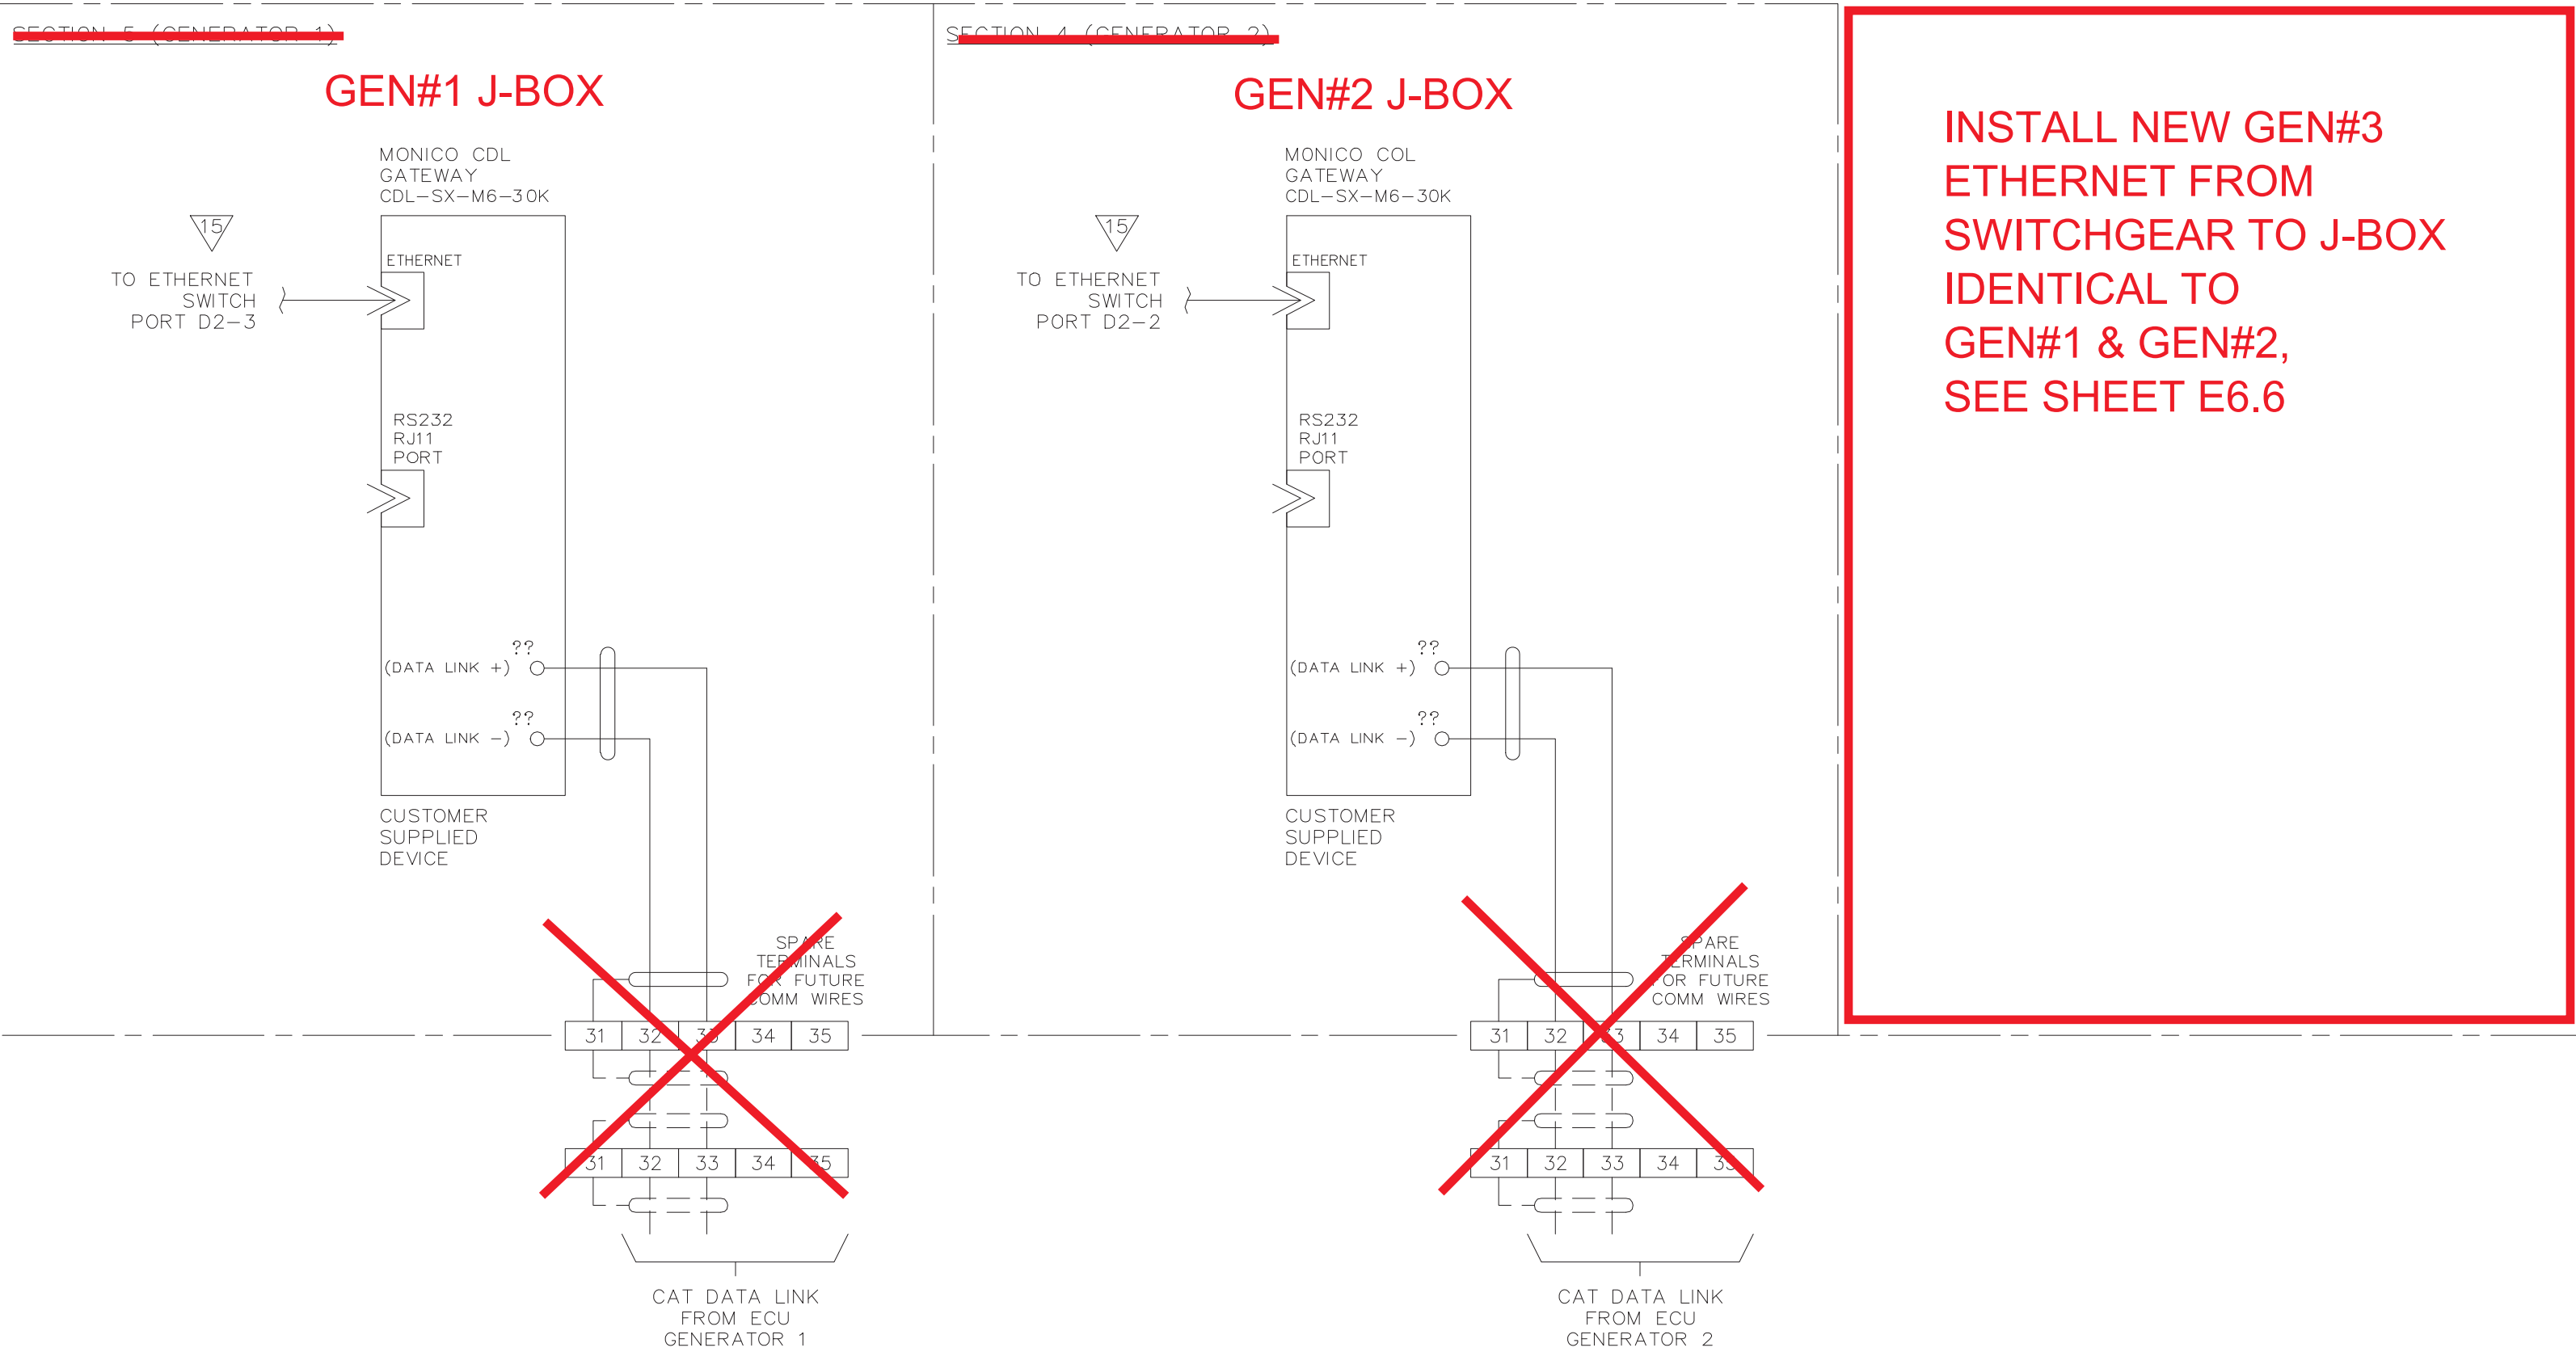 SECTION 5 (GENERATOR 1)
GEN#1 J-BOX
MONICO CDL
GATEWAY
CDL-SX-M6-30K
15
TO ETHERNET
SWITCH
PORT D2-3
ETHERNET
RS232
RJ11
PORT
??
(DATA LINK +)
??
(DATA LINK -)
CUSTOMER
SUPPLIED
DEVICE
SPARE
TERMINALS
FOR FUTURE
COMM WIRES
31 32 33 34 35
31 32 33 34 35
CAT DATA LINK
FROM ECU
GENERATOR 1
SECTION 4 (GENERATOR 2)
GEN#2 J-BOX
MONICO COL
GATEWAY
CDL-SX-M6-30K
15
TO ETHERNET
SWITCH
PORT D2-2
ETHERNET
RS232
RJ11
PORT
??
(DATA LINK +)
??
(DATA LINK -)
CUSTOMER
SUPPLIED
DEVICE
SPARE
TERMINALS
FOR FUTURE
COMM WIRES
31 32 33 34 35
31 32 33 34 35
CAT DATA LINK
FROM ECU
GENERATOR 2
INSTALL NEW GEN#3
ETHERNET FROM
SWITCHGEAR TO J-BOX
IDENTICAL TO
GEN#1 & GEN#2,
SEE SHEET E6.6